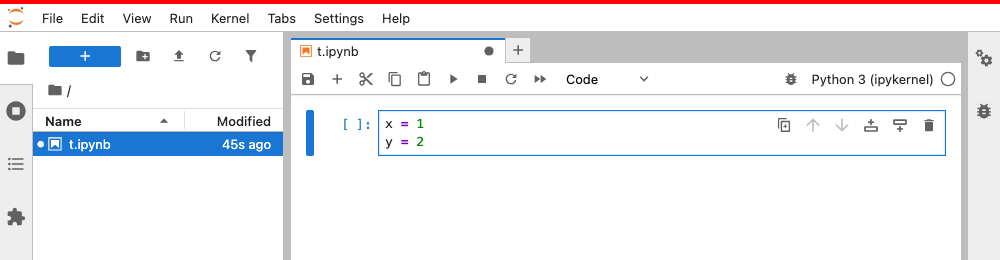 File Edit View Run Kernel Tabs Settings Help
+
/
Name Modified
t.ipynb 45s ago
t.ipynb +
Code Python 3 (ipykernel)
[ ]: x = 1
y = 2